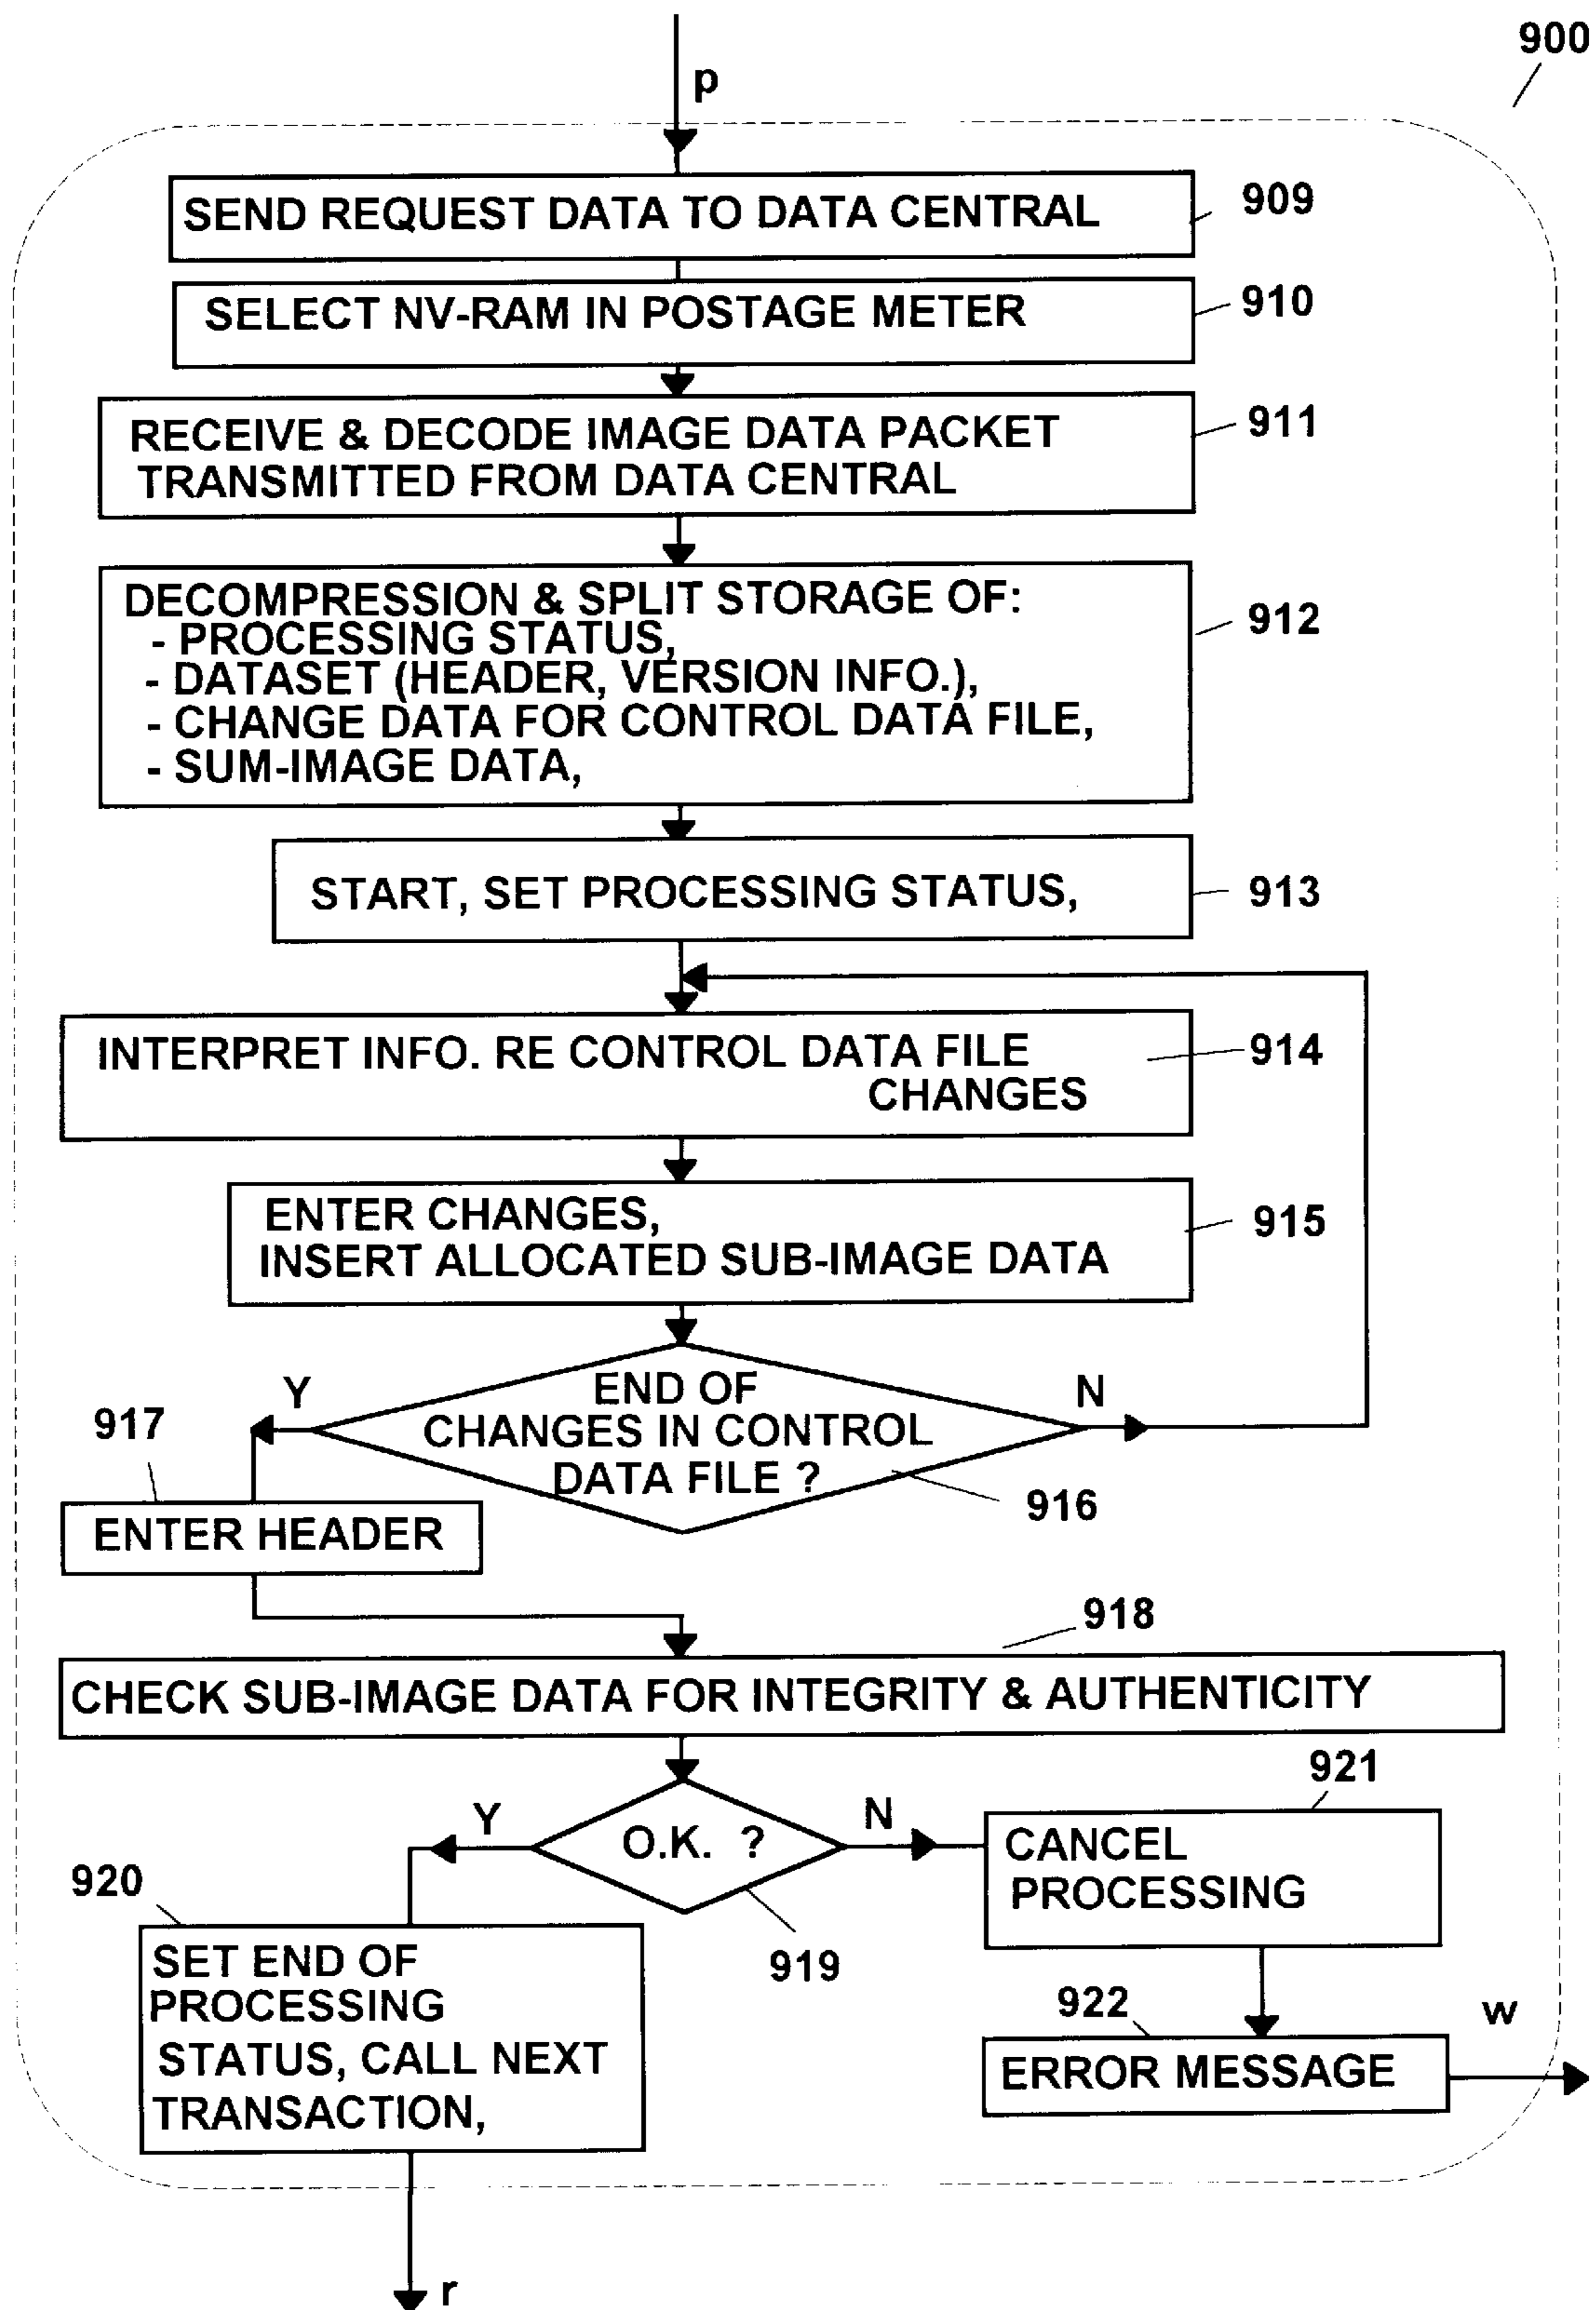 900
p
SEND REQUEST DATA TO DATA CENTRAL
909
SELECT NV-RAM IN POSTAGE METER
910
RECEIVE & DECODE IMAGE DATA PACKET
TRANSMITTED FROM DATA CENTRAL
911
DECOMPRESSION & SPLIT STORAGE OF:
- PROCESSING STATUS,
- DATASET (HEADER, VERSION INFO.),
- CHANGE DATA FOR CONTROL DATA FILE,
- SUM-IMAGE DATA,
912
START, SET PROCESSING STATUS,
913
INTERPRET INFO. RE CONTROL DATA FILE
CHANGES
914
ENTER CHANGES,
INSERT ALLOCATED SUB-IMAGE DATA
915
Y
END OF
CHANGES IN CONTROL
DATA FILE ?
N
916
917
ENTER HEADER
918
CHECK SUB-IMAGE DATA FOR INTEGRITY & AUTHENTICITY
Y
O.K. ?
N
919
921
CANCEL
PROCESSING
920
SET END OF
PROCESSING
STATUS, CALL NEXT
TRANSACTION,
922
ERROR MESSAGE
w
r